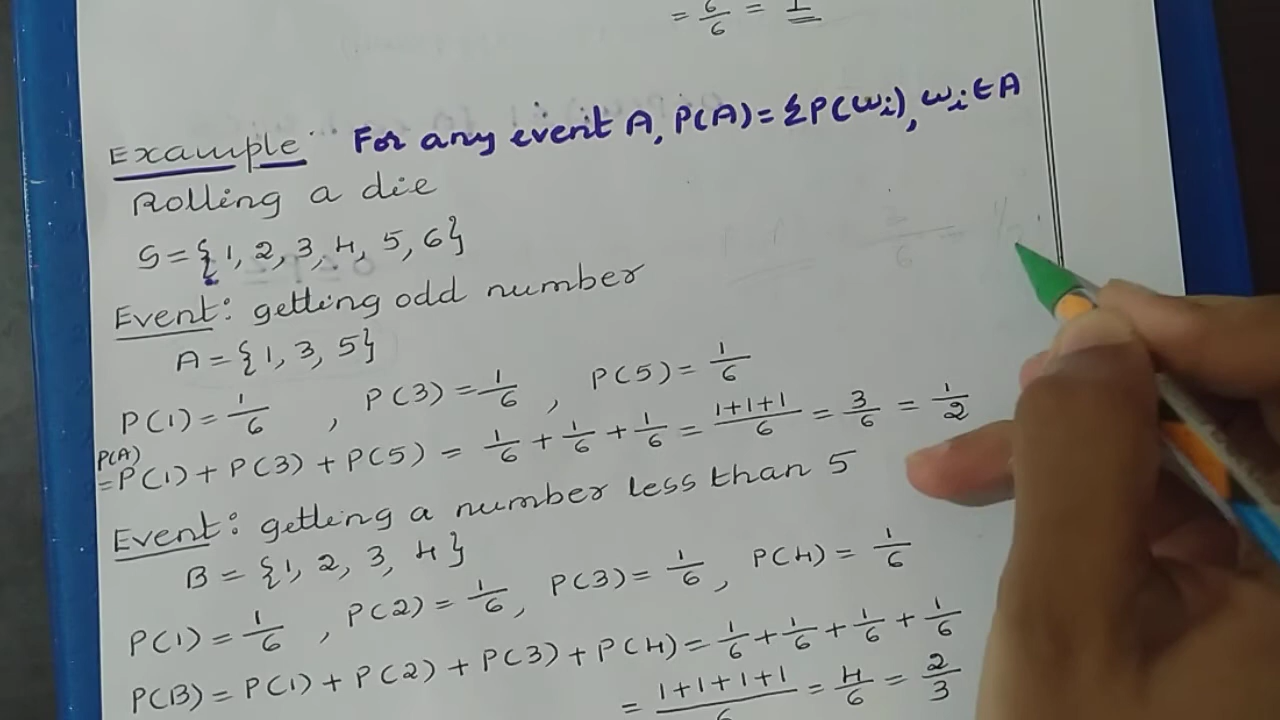 = 6/6 = 1
Example: For any event A, P(A) = ΣP(ωi), ωi ∈ A
Rolling a die
S = {1, 2, 3, 4, 5, 6}
Event: getting odd number
A = {1, 3, 5}
P(1) = 1/6 , P(3) = 1/6 , P(5) = 1/6
P(A) = P(1) + P(3) + P(5) = 1/6 + 1/6 + 1/6 = 1+1+1/6 = 3/6 = 1/2
Event: getting a number less than 5
B = {1, 2, 3, 4}
P(1) = 1/6 , P(2) = 1/6, P(3) = 1/6, P(4) = 1/6
P(B) = P(1) + P(2) + P(3) + P(4) = 1/6 + 1/6 + 1/6 + 1/6
= 1+1+1+1/6 = 4/6 = 2/3